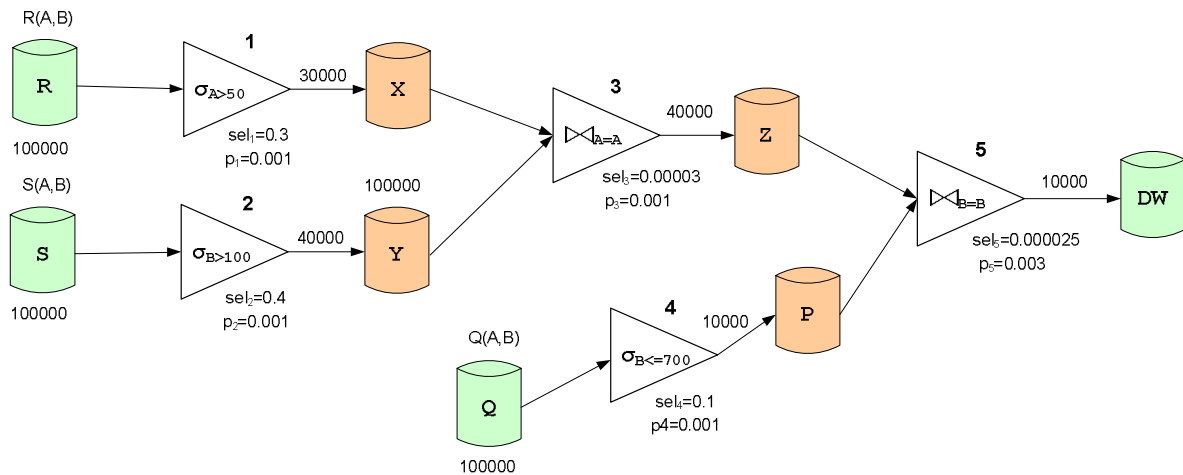 R(A,B)
R
100000
1
σA>50
sel1=0.3
p1=0.001
30000
X
S(A,B)
S
100000
2
σB>100
sel2=0.4
p2=0.001
40000
100000
Y
3
⋈A=A
sel3=0.00003
p3=0.001
40000
Z
Q(A,B)
Q
100000
4
σB<=700
sel4=0.1
p4=0.001
10000
P
5
⋈B=B
sel5=0.000025
p5=0.003
10000
DW